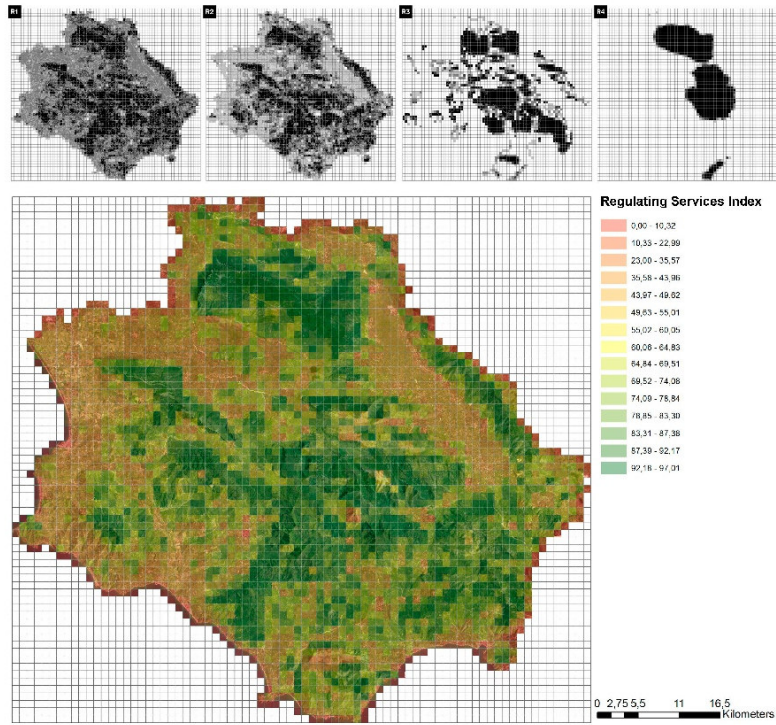 R1
R2
R3
R4
Regulating Services Index
0,00 - 10,32
10,33 - 22,99
23,00 - 35,57
35,58 - 43,96
43,97 - 49,62
49,63 - 55,01
55,02 - 60,05
60,06 - 64,83
64,84 - 69,51
69,52 - 74,08
74,09 - 78,84
78,85 - 83,30
83,31 - 87,38
87,39 - 92,17
92,18 - 97,01
0 2,75 5,5 11 16,5
Kilometers